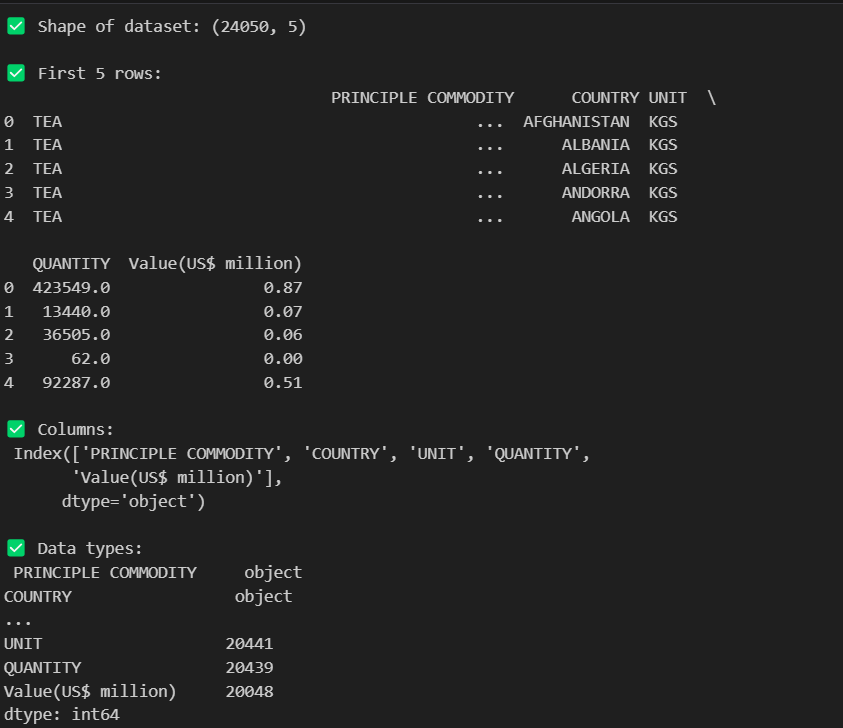 ✅ Shape of dataset: (24050, 5)
✅ First 5 rows:
PRINCIPLE COMMODITY COUNTRY UNIT \
0 TEA ... AFGHANISTAN KGS
1 TEA ... ALBANIA KGS
2 TEA ... ALGERIA KGS
3 TEA ... ANDORRA KGS
4 TEA ... ANGOLA KGS
QUANTITY Value(US$ million)
0 423549.0 0.87
1 13440.0 0.07
2 36505.0 0.06
3 62.0 0.00
4 92287.0 0.51
✅ Columns:
Index(['PRINCIPLE COMMODITY', 'COUNTRY', 'UNIT', 'QUANTITY',
'Value(US$ million)'],
dtype='object')
✅ Data types:
PRINCIPLE COMMODITY object
COUNTRY object
...
UNIT 20441
QUANTITY 20439
Value(US$ million) 20048
dtype: int64